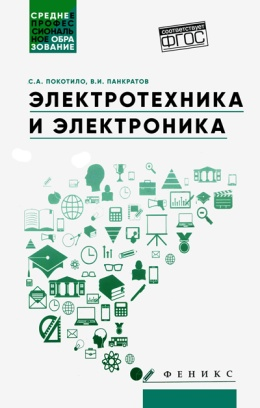 СРЕДНЕЕ
ПРОФЕС
СИОНАЛЬ
НОЕ ОБРА
ЗОВАНИЕ
соответствует
ФГОС
С.А. ПОКОТИЛО, В.И. ПАНКРАТОВ
ЭЛЕКТРОТЕХНИКА
И ЭЛЕКТРОНИКА
ФЕНИКС